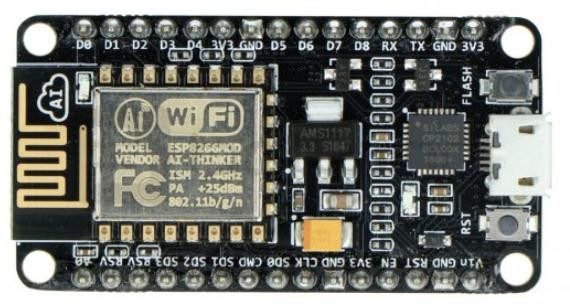 D0 D1 D2 D3 D4 3V3 GND D5 D6 D7 D8 RX TX GND 3V3
FLASH
AI
Ai WiFi
MODEL ESP8266MOD
VENDOR AI-THINKER
ISM 2.4GHz
PA +25dBm
802.11b/g/n
FC
AMS1117
3.3
SILABS
CP2102
RST
A0 RSV RSV SD3 SD2 SD1 CMD SD0 CLK GND 3V3 EN RST GND Vin